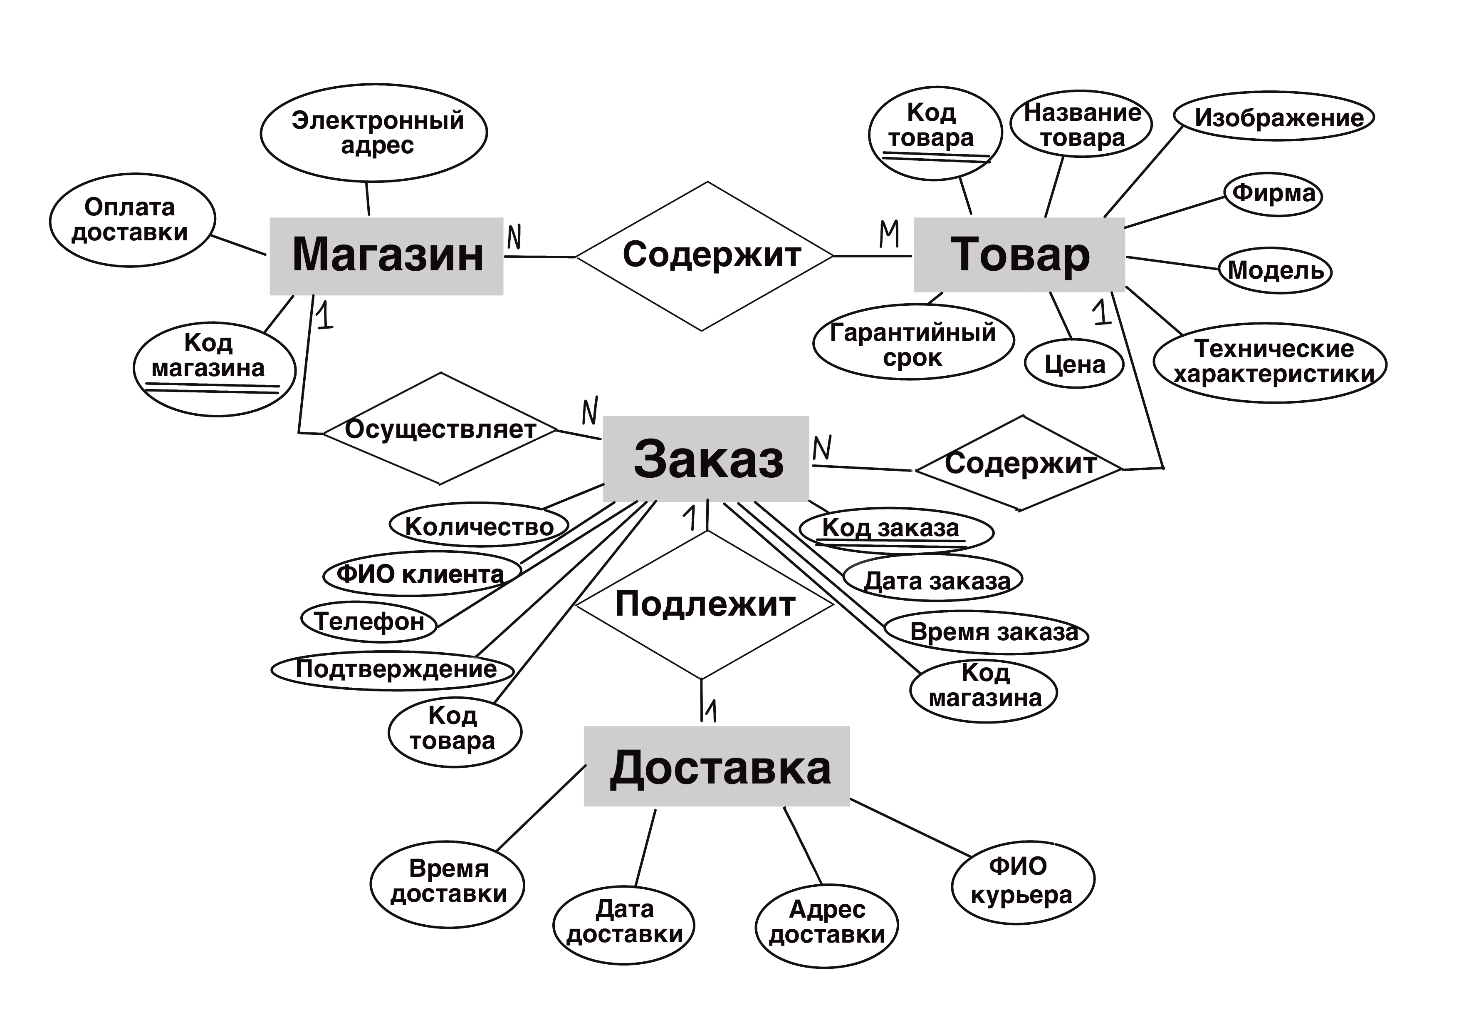 Электронный
адрес
Оплата
доставки
Магазин
Код
магазина
N
Содержит
M
Код
товара
Название
товара
Изображение
Фирма
Товар
Модель
Гарантийный
срок
Цена
Технические
характеристики
1
1
Осуществляет
N
Заказ
N
Содержит
Количество
ФИО клиента
Телефон
Подтверждение
Код
товара
1
Подлежит
1
Код заказа
Дата заказа
Время заказа
Код
магазина
Доставка
Время
доставки
Дата
доставки
Адрес
доставки
ФИО
курьера